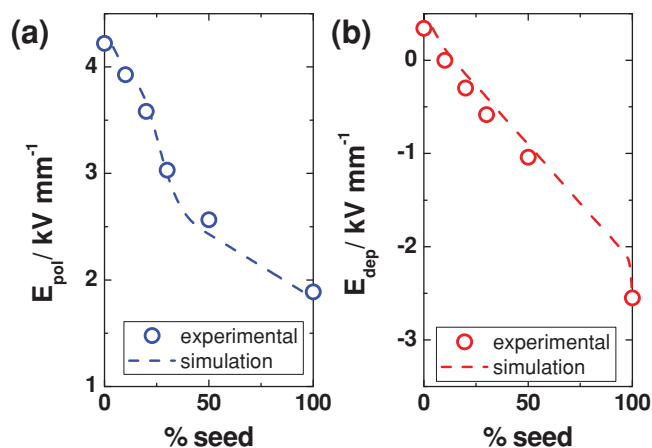 (a)
4
3
2
1
E_pol / kV mm⁻¹
experimental
simulation
0 50 100
% seed
(b)
0
-1
-2
-3
E_dep / kV mm⁻¹
experimental
simulation
0 50 100
% seed